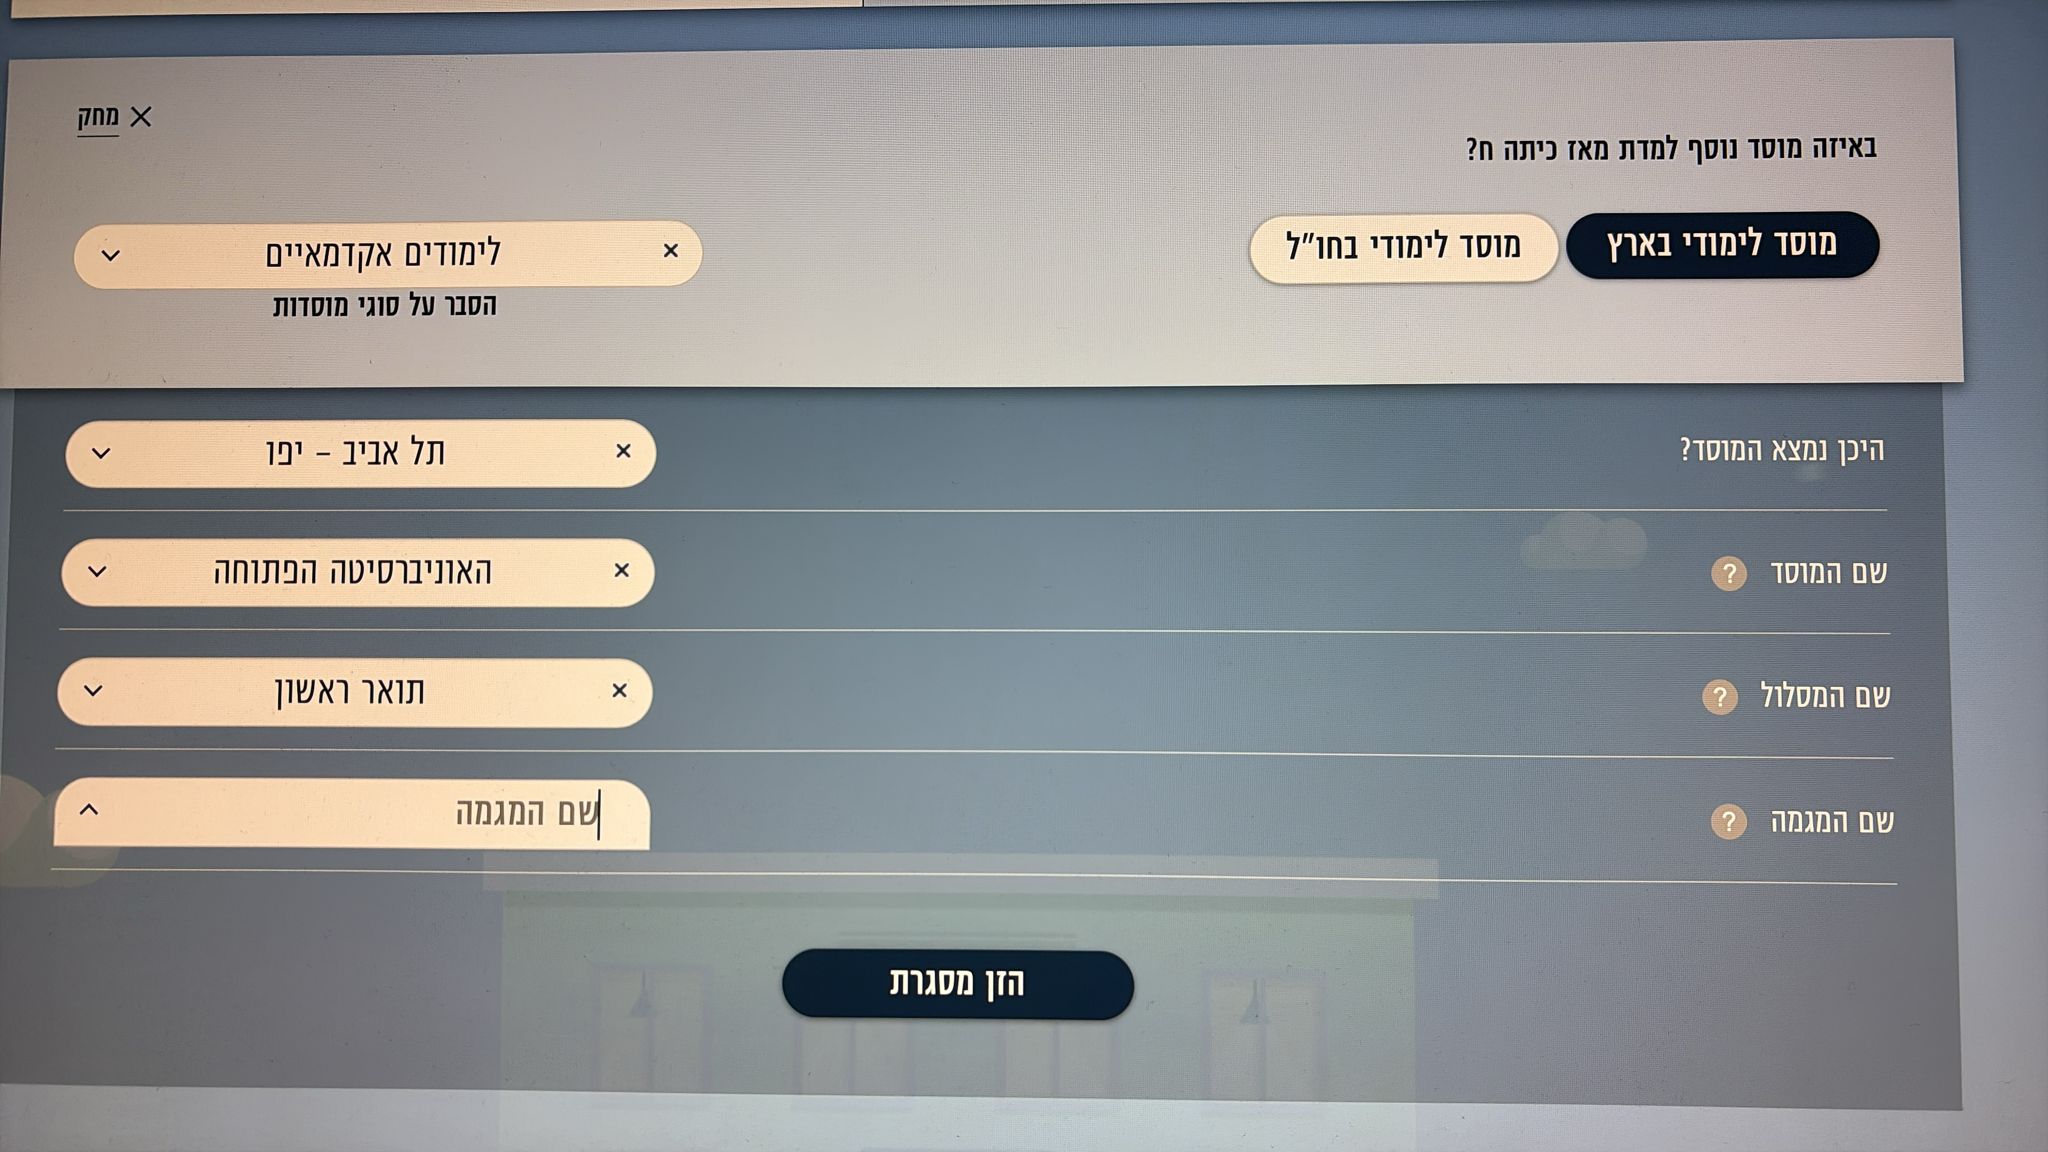 מחק
באיזה מוסד נוסף למדת מאז כיתה ח?
מוסד לימודי בארץ
מוסד לימודי בחו"ל
לימודים אקדמאיים
הסבר על סוגי מוסדות
היכן נמצא המוסד?
תל אביב - יפו
שם המוסד ?
האוניברסיטה הפתוחה
שם המסלול ?
תואר ראשון
שם המגמה ?
שם המגמה
הזן מסגרת